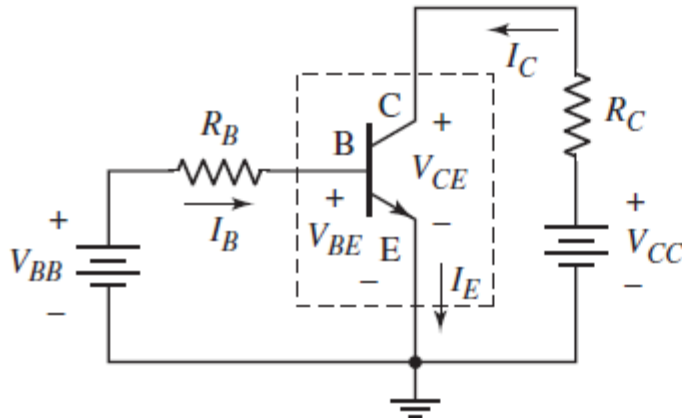 I_C
R_B
C
+
R_C
B
V_CE
+
+
+
I_B
V_BE
E
–
V_BB
V_CC
–
I_E
–
–